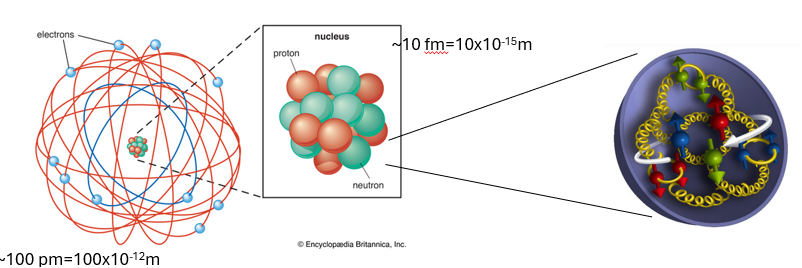 electrons
nucleus
proton
~10 fm=10x10-15m
neutron
© Encyclopædia Britannica, Inc.
~100 pm=100x10-12m